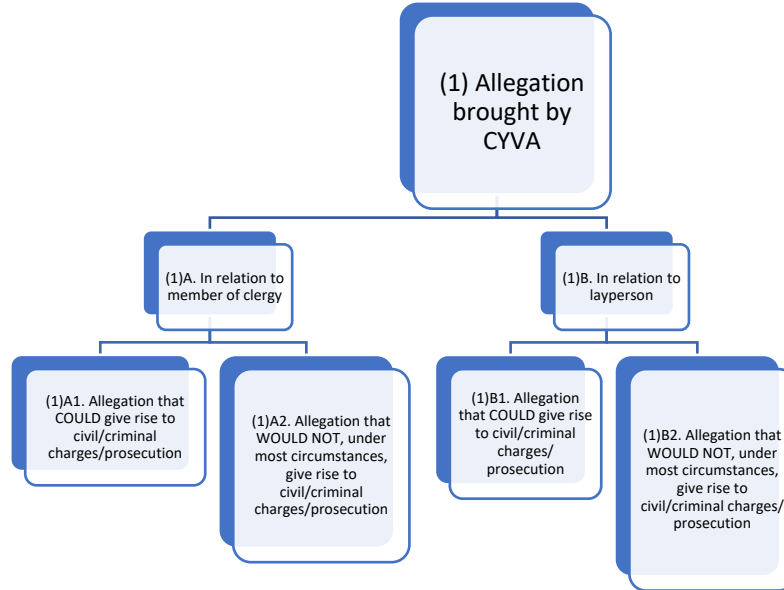 (1) Allegation
brought by
CYVA
(1)A. In relation to
member of clergy
(1)B. In relation to
layperson
(1)A1. Allegation that
COULD give rise to
civil/criminal
charges/prosecution
(1)A2. Allegation that
WOULD NOT, under
most circumstances,
give rise to
civil/criminal
charges/prosecution
(1)B1. Allegation
that COULD give rise
to civil/criminal
charges/
prosecution
(1)B2. Allegation that
WOULD NOT, under
most circumstances,
give rise to
civil/criminal charges/
prosecution